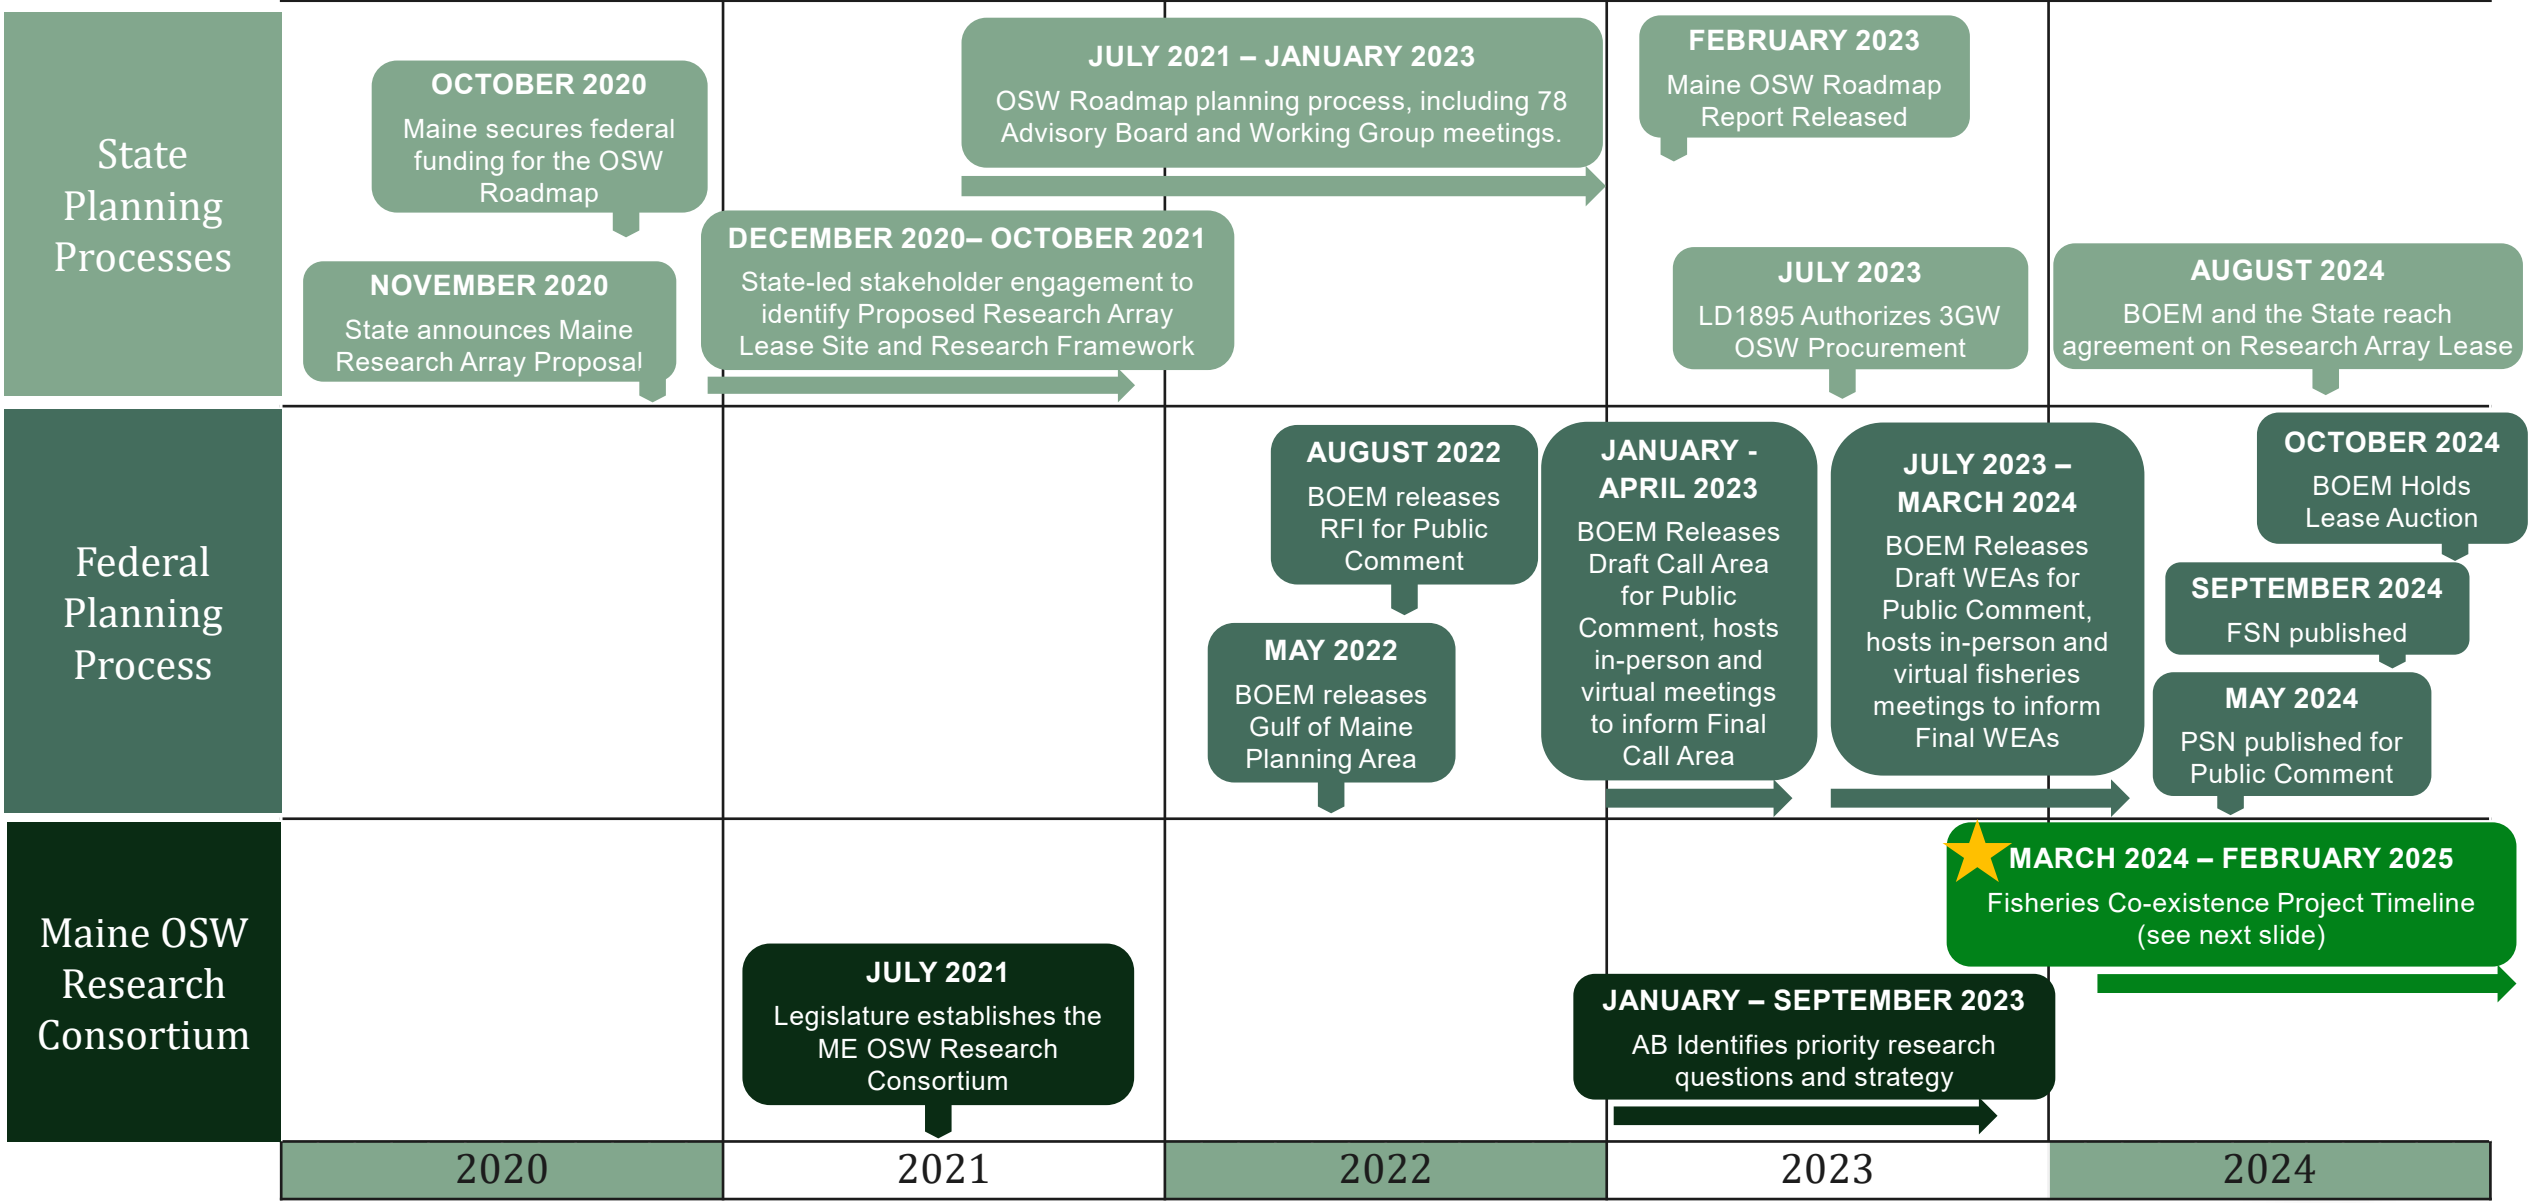 State
Planning
Processes
OCTOBER 2020
Maine secures federal
funding for the OSW
Roadmap
NOVEMBER 2020
State announces Maine
Research Array Proposal
JULY 2021 – JANUARY 2023
OSW Roadmap planning process, including 78
Advisory Board and Working Group meetings.
DECEMBER 2020– OCTOBER 2021
State-led stakeholder engagement to
identify Proposed Research Array
Lease Site and Research Framework
FEBRUARY 2023
Maine OSW Roadmap
Report Released
JULY 2023
LD1895 Authorizes 3GW
OSW Procurement
AUGUST 2024
BOEM and the State reach
agreement on Research Array Lease
Federal
Planning
Process
AUGUST 2022
BOEM releases
RFI for Public
Comment
MAY 2022
BOEM releases
Gulf of Maine
Planning Area
JANUARY -
APRIL 2023
BOEM Releases
Draft Call Area
for Public
Comment, hosts
in-person and
virtual meetings
to inform Final
Call Area
JULY 2023 –
MARCH 2024
BOEM Releases
Draft WEAs for
Public Comment,
hosts in-person and
virtual fisheries
meetings to inform
Final WEAs
OCTOBER 2024
BOEM Holds
Lease Auction
SEPTEMBER 2024
FSN published
MAY 2024
PSN published for
Public Comment
Maine OSW
Research
Consortium
JULY 2021
Legislature establishes the
ME OSW Research
Consortium
JANUARY – SEPTEMBER 2023
AB Identifies priority research
questions and strategy
MARCH 2024 – FEBRUARY 2025
Fisheries Co-existence Project Timeline
(see next slide)
2020
2021
2022
2023
2024